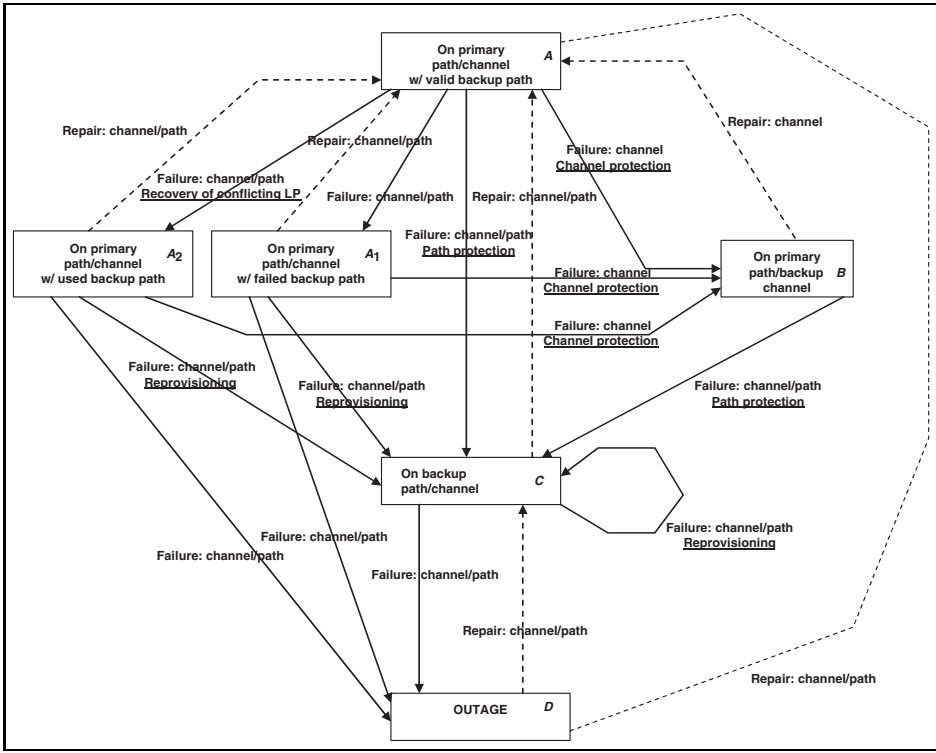 On primary
path/channel
w/ valid backup path
A
Repair: channel/path
Repair: channel/path
Repair: channel
Failure: channel
Channel protection
Failure: channel/path
Recovery of conflicting LP
Failure: channel/path
Repair: channel/path
Failure: channel/path
Path protection
On primary
path/channel
w/ used backup path
A2
On primary
path/channel
w/ failed backup path
A1
On primary
path/backup
channel
B
Failure: channel
Channel protection
Failure: channel
Channel protection
Failure: channel/path
Reprovisioning
Failure: channel/path
Reprovisioning
Failure: channel/path
Path protection
On backup
path/channel
C
Failure: channel/path
Reprovisioning
Failure: channel/path
Failure: channel/path
Failure: channel/path
Repair: channel/path
Repair: channel/path
OUTAGE
D